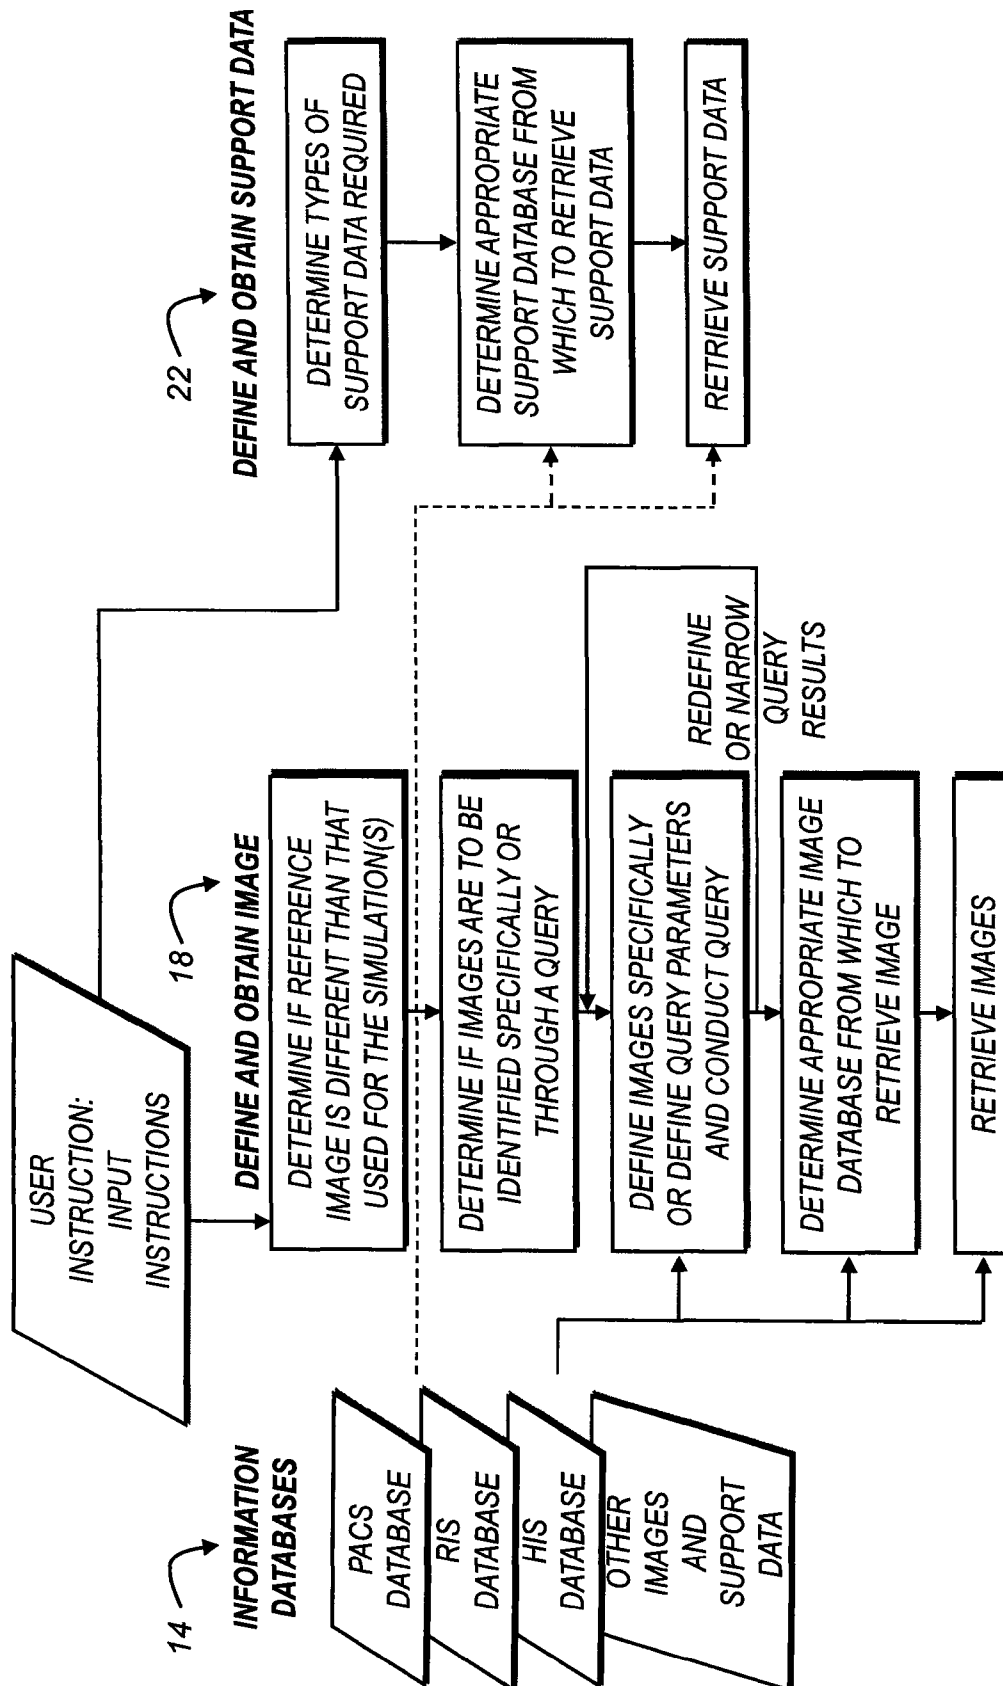 USER
INSTRUCTION:
INPUT
INSTRUCTIONS
14
INFORMATION
DATABASES
PACS
DATABASE
RIS
DATABASE
HIS
DATABASE
OTHER
IMAGES
AND
SUPPORT
DATA
18
DEFINE AND OBTAIN IMAGE
DETERMINE IF REFERENCE
IMAGE IS DIFFERENT THAN THAT
USED FOR THE SIMULATION(S)
DETERMINE IF IMAGES ARE TO BE
IDENTIFIED SPECIFICALLY OR
THROUGH A QUERY
DEFINE IMAGES SPECIFICALLY
OR DEFINE QUERY PARAMETERS
AND CONDUCT QUERY
REDEFINE
OR NARROW
QUERY
RESULTS
DETERMINE APPROPRIATE IMAGE
DATABASE FROM WHICH TO
RETRIEVE IMAGE
RETRIEVE IMAGES
22
DEFINE AND OBTAIN SUPPORT DATA
DETERMINE TYPES OF
SUPPORT DATA REQUIRED
DETERMINE APPROPRIATE
SUPPORT DATABASE FROM
WHICH TO RETRIEVE
SUPPORT DATA
RETRIEVE SUPPORT DATA